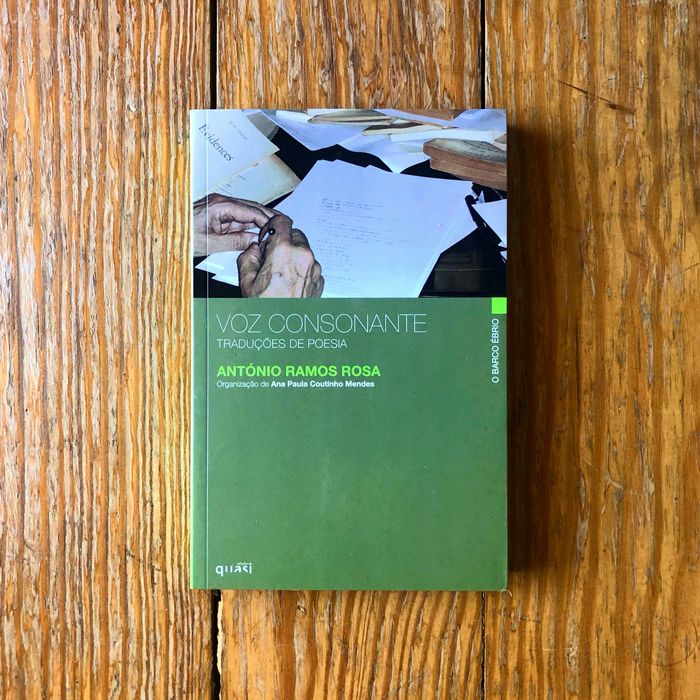 Evidences
VOZ CONSONANTE
TRADUÇÕES DE POESIA
ANTÓNIO RAMOS ROSA
Organização de Ana Paula Coutinho Mendes
O BARCO ÉBRIO
quasi